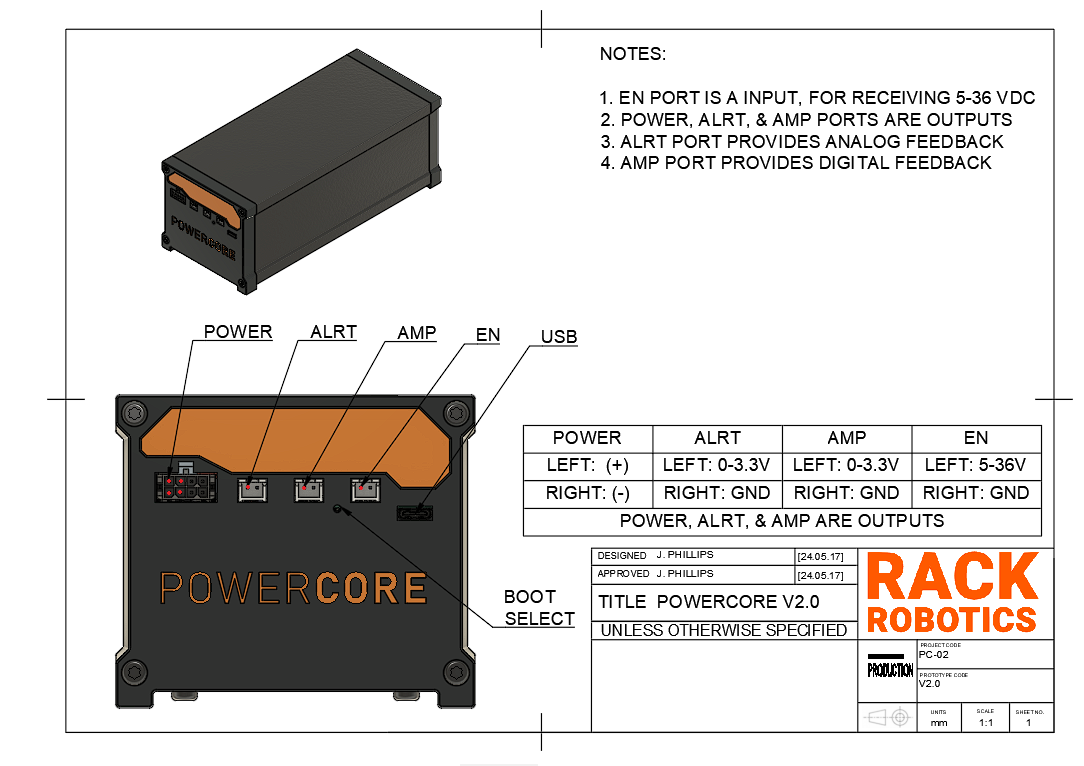 NOTES:
1. EN PORT IS A INPUT, FOR RECEIVING 5-36 VDC
2. POWER, ALRT, & AMP PORTS ARE OUTPUTS
3. ALRT PORT PROVIDES ANALOG FEEDBACK
4. AMP PORT PROVIDES DIGITAL FEEDBACK
POWERCORE
POWER ALRT AMP EN USB
POWERCORE
BOOT
SELECT
POWER ALRT AMP EN
LEFT: (+) LEFT: 0-3.3V LEFT: 0-3.3V LEFT: 5-36V
RIGHT: (-) RIGHT: GND RIGHT: GND RIGHT: GND
POWER, ALRT, & AMP ARE OUTPUTS
DESIGNED J. PHILLIPS [24.05.17]
APPROVED J. PHILLIPS [24.05.17]
TITLE POWERCORE V2.0
UNLESS OTHERWISE SPECIFIED
RACK
ROBOTICS
PRODUCTION
PROJECT CODE
PC-02
PROTOTYPE CODE
V2.0
UNITS SCALE SHEET NO.
mm 1:1 1